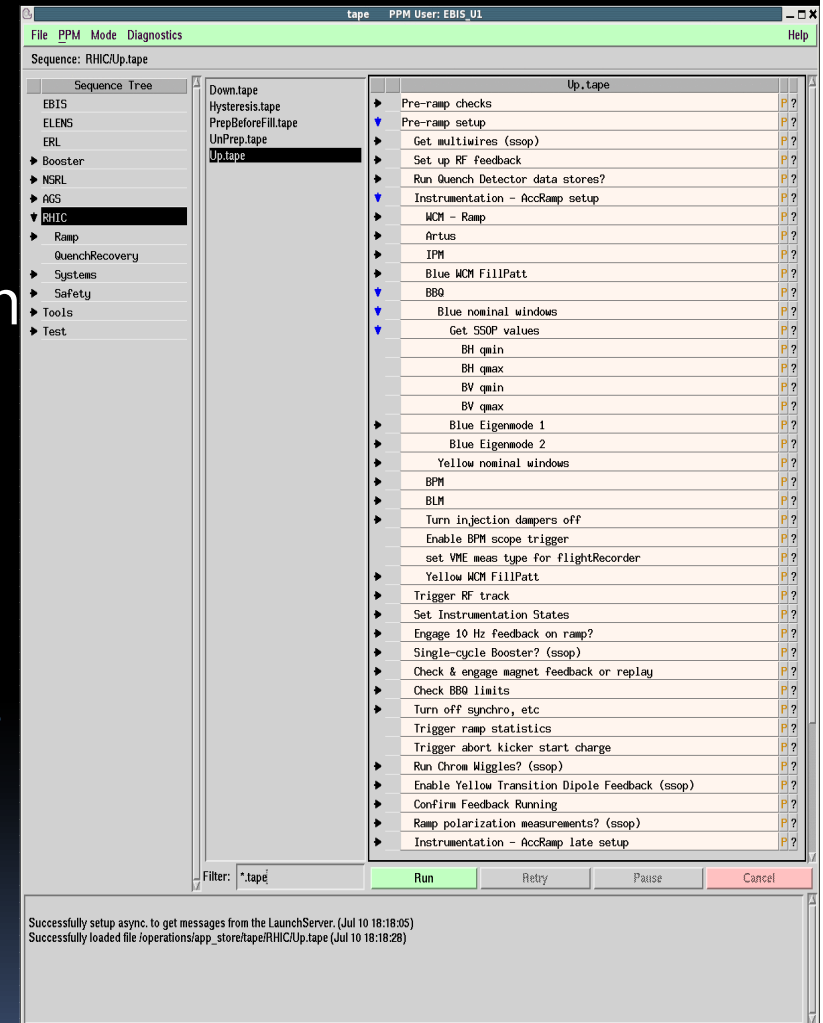 tape PPM User: EBIS_U1
File PPM Mode Diagnostics Help
Sequence: RHIC/Up.tape
Sequence Tree
EBIS
ELENS
ERL
Booster
NSRL
AGS
RHIC
Ramp
QuenchRecovery
Systems
Safety
Tools
Test
Down.tape
Hysteresis.tape
PrepBeforeFill.tape
UnPrep.tape
Up.tape
Filter: *.tape
Up.tape
Pre-ramp checks P ?
Pre-ramp setup P ?
Get multiwires (ssop) P ?
Set up RF feedback P ?
Run Quench Detector data stores? P ?
Instrumentation - AccRamp setup P ?
WCM - Ramp P ?
Artus P ?
IPM P ?
Blue WCM FillPatt P ?
BBQ P ?
Blue nominal windows P ?
Get SSOP values P ?
BH qmin P ?
BH qmax P ?
BV qmin P ?
BV qmax P ?
Blue Eigenmode 1 P ?
Blue Eigenmode 2 P ?
Yellow nominal windows P ?
BPM P ?
BLM P ?
Turn injection dampers off P ?
Enable BPM scope trigger P ?
set VME meas type for flightRecorder P ?
Yellow WCM FillPatt P ?
Trigger RF track P ?
Set Instrumentation States P ?
Engage 10 Hz feedback on ramp? P ?
Single-cycle Booster? (ssop) P ?
Check & engage magnet feedback or replay P ?
Check BBQ limits P ?
Turn off synchro, etc P ?
Trigger ramp statistics P ?
Trigger abort kicker start charge P ?
Run Chrom Wiggles? (ssop) P ?
Enable Yellow Transition Dipole Feedback (ssop) P ?
Confirm Feedback Running P ?
Ramp polarization measurements? (ssop) P ?
Instrumentation - AccRamp late setup P ?
Run Retry Pause Cancel
Successfully setup async. to get messages from the LaunchServer. (Jul 10 18:18:05)
Successfully loaded file /operations/app_store/tape/RHIC/Up.tape (Jul 10 18:18:28)